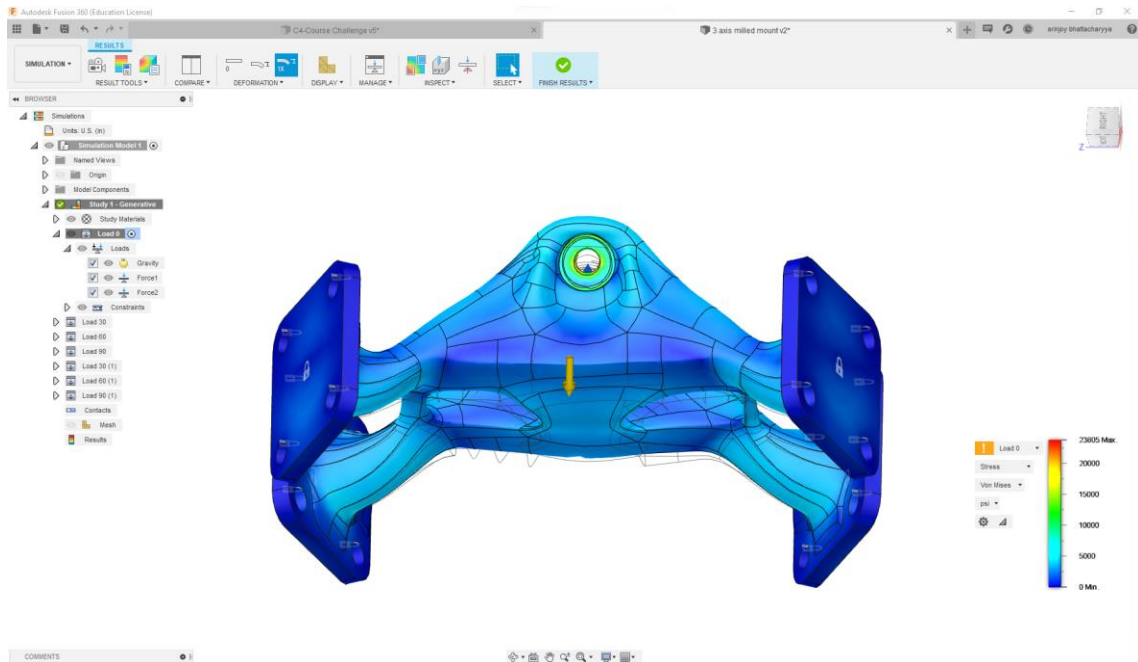 Autodesk Fusion 360 (Education License)
C4-Course Challenge v5*
3 axis milled mount v2*
arinjoy bhattacharyya
RESULTS
SIMULATION
RESULT TOOLS
COMPARE
DEFORMATION
DISPLAY
MANAGE
INSPECT
SELECT
FINISH RESULTS
BROWSER
Simulations
Units: U.S. (in)
Simulation Model 1
Named Views
Origin
Model Components
Study 1 - Generative
Study Materials
Load 0
Loads
Gravity
Force1
Force2
Constraints
Load 30
Load 60
Load 90
Load 30 (1)
Load 60 (1)
Load 90 (1)
Contacts
Mesh
Results
RIGHT
Z
Load 0
Stress
Von Mises
psi
23805 Max.
20000
15000
10000
5000
0 Min.
COMMENTS